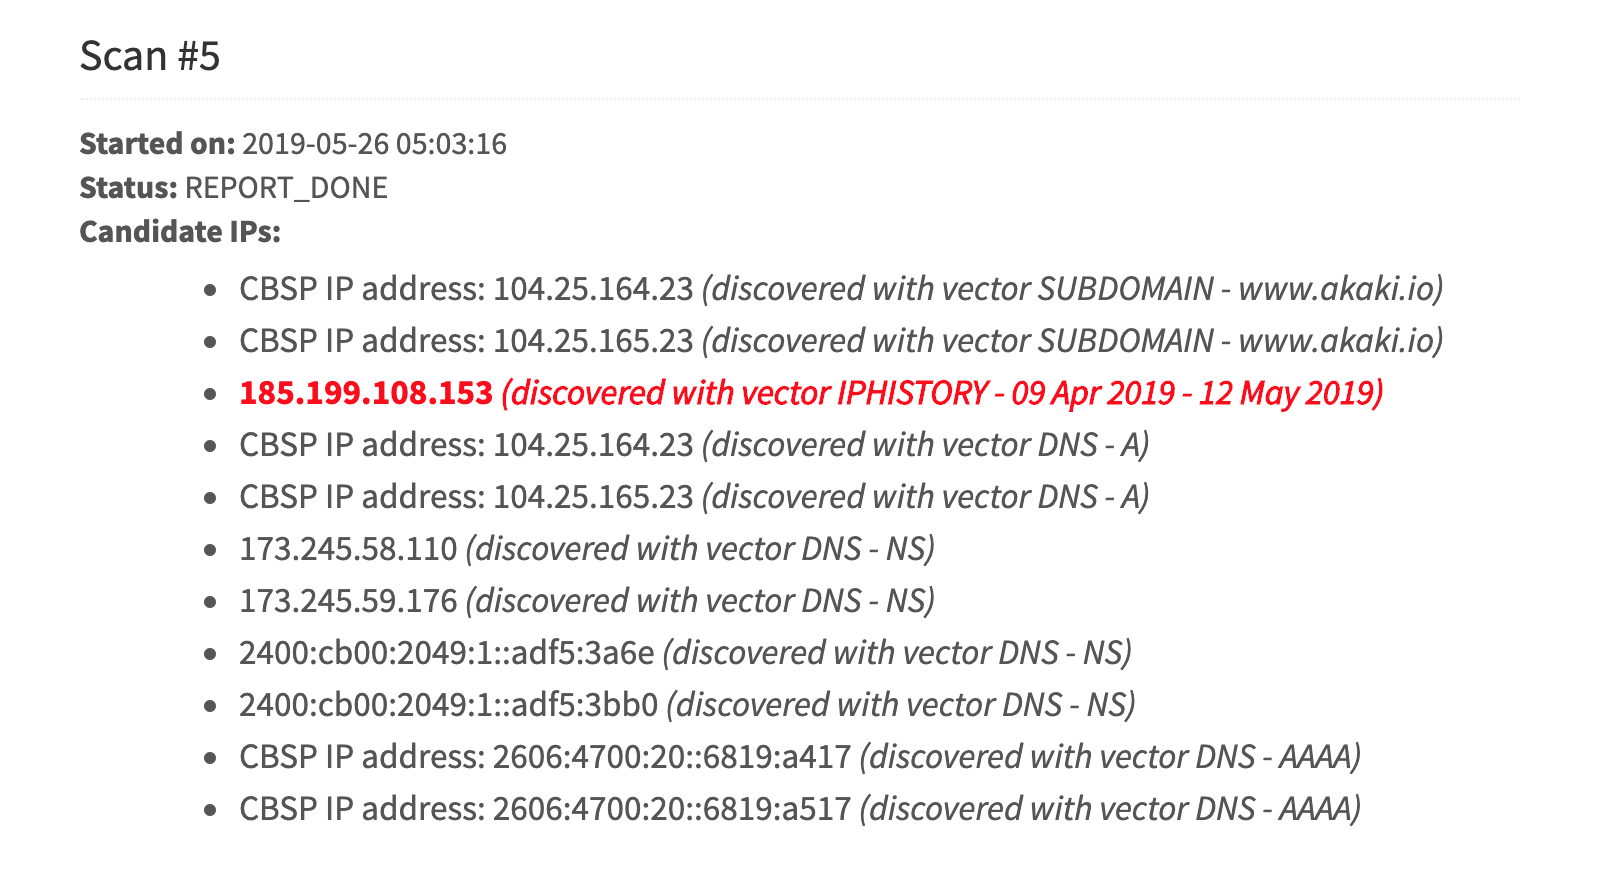 Scan #5
Started on: 2019-05-26 05:03:16
Status: REPORT_DONE
Candidate IPs:
• CBSP IP address: 104.25.164.23 (discovered with vector SUBDOMAIN - www.akaki.io)
• CBSP IP address: 104.25.165.23 (discovered with vector SUBDOMAIN - www.akaki.io)
• 185.199.108.153 (discovered with vector IPHISTORY - 09 Apr 2019 - 12 May 2019)
• CBSP IP address: 104.25.164.23 (discovered with vector DNS - A)
• CBSP IP address: 104.25.165.23 (discovered with vector DNS - A)
• 173.245.58.110 (discovered with vector DNS - NS)
• 173.245.59.176 (discovered with vector DNS - NS)
• 2400:cb00:2049:1::adf5:3a6e (discovered with vector DNS - NS)
• 2400:cb00:2049:1::adf5:3bb0 (discovered with vector DNS - NS)
• CBSP IP address: 2606:4700:20::6819:a417 (discovered with vector DNS - AAAA)
• CBSP IP address: 2606:4700:20::6819:a517 (discovered with vector DNS - AAAA)